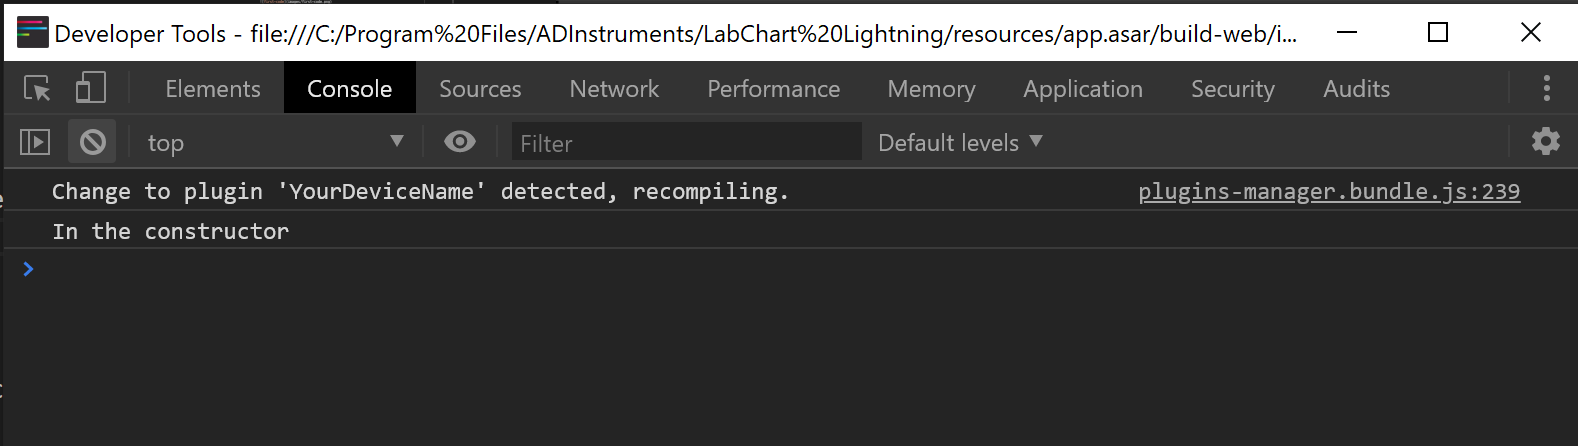 Developer Tools - file:///C:/Program%20Files/ADInstruments/LabChart%20Lightning/resources/app.asar/build-web/i...
Elements Console Sources Network Performance Memory Application Security Audits
top Filter Default levels
Change to plugin 'YourDeviceName' detected, recompiling. plugins-manager.bundle.js:239
In the constructor